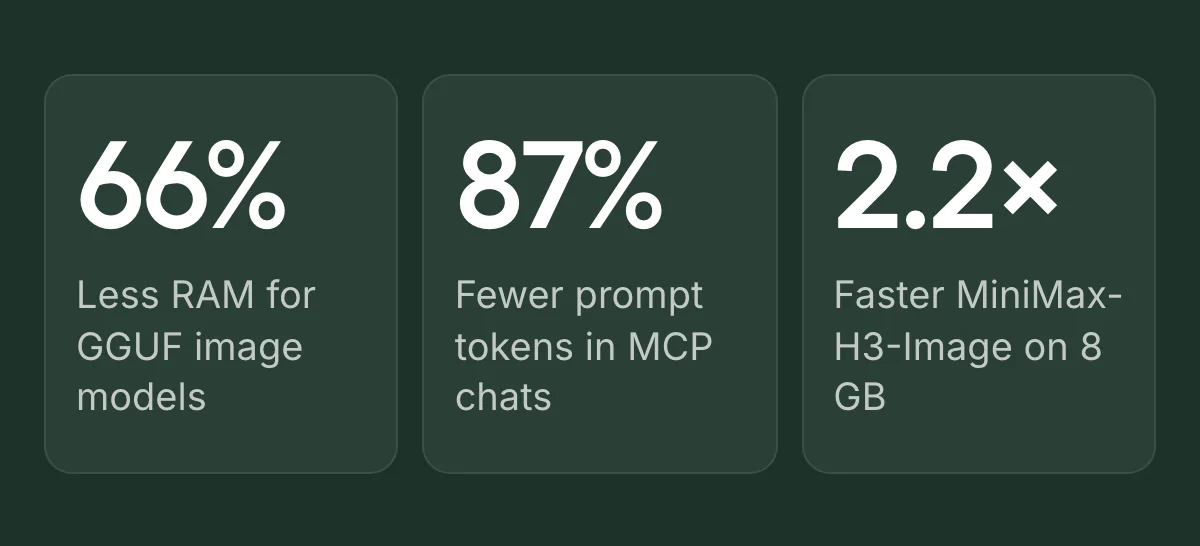 66%
Less RAM for
GGUF image
models
87%
Fewer prompt
tokens in MCP
chats
2.2×
Faster MiniMax-
H3-Image on 8
GB